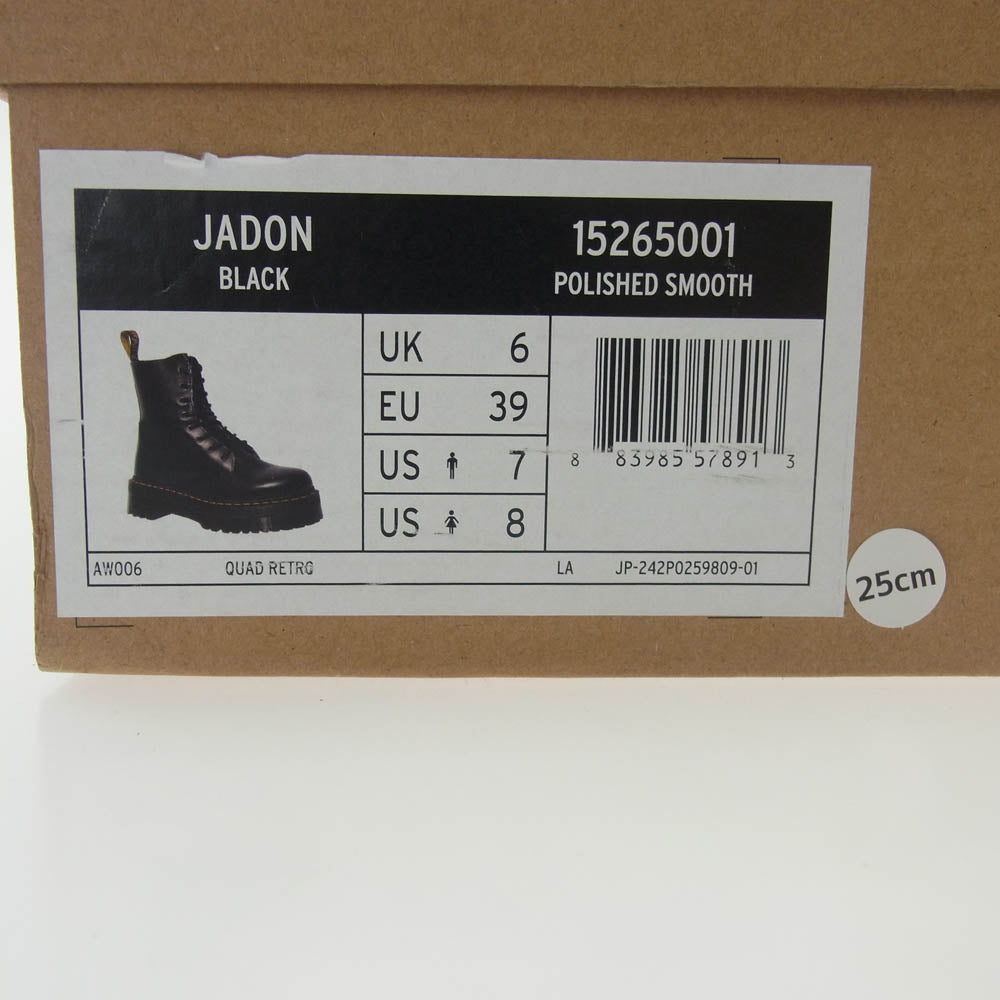 JADON
BLACK
15265001
POLISHED SMOOTH
UK 6
EU 39
US 7
US 8
8 83985 57891 3
AW006 QUAD RETRO LA JP-242P0259809-01
25cm